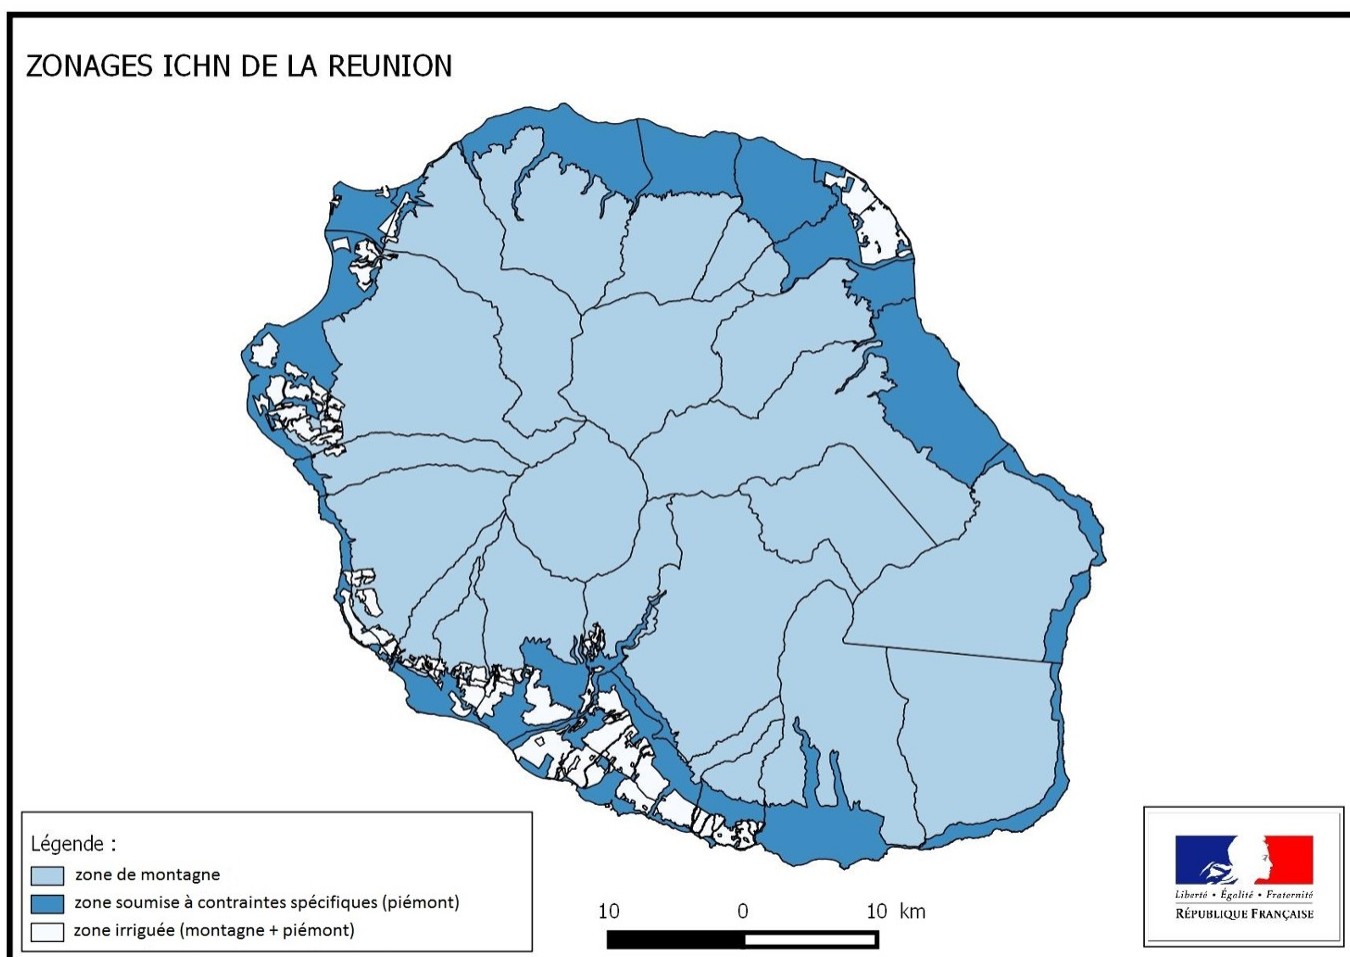 ZONAGES ICHN DE LA REUNION
Légende :
zone de montagne
zone soumise à contraintes spécifiques (piémont)
zone irriguée (montagne + piémont)
10 0 10 km
Liberté • Égalité • Fraternité
RÉPUBLIQUE FRANÇAISE